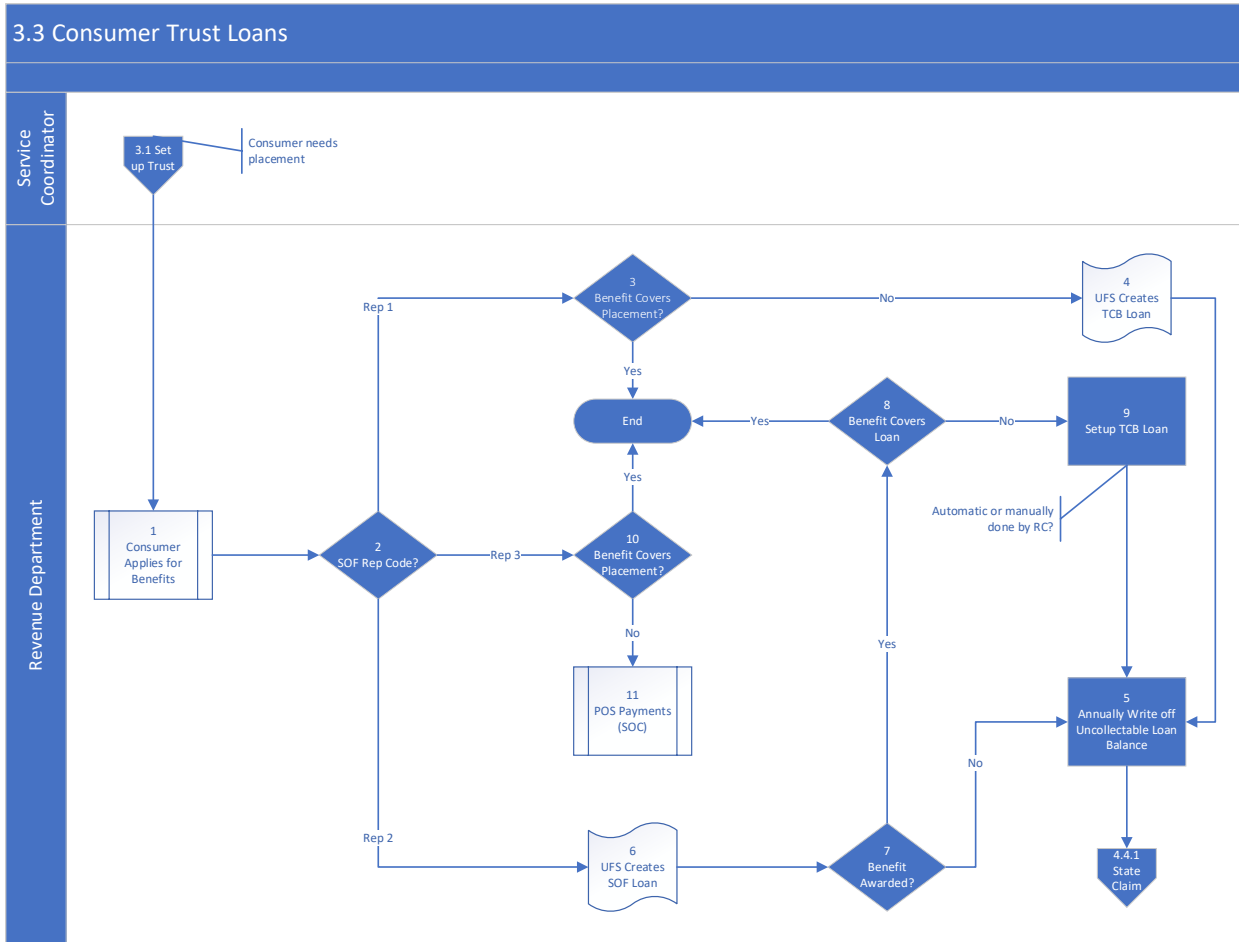 3.3 Consumer Trust Loans
Service
Coordinator
3.1 Set
up Trust
Consumer needs
placement
Revenue Department
1
Consumer
Applies for
Benefits
2
SOF Rep Code?
Rep 1
3
Benefit Covers
Placement?
No
4
UFS Creates
TCB Loan
Yes
End
Yes
8
Benefit Covers
Loan
No
9
Setup TCB Loan
Automatic or manually
done by RC?
Yes
Rep 3
10
Benefit Covers
Placement?
No
11
POS Payments
(SOC)
Yes
5
Annually Write off
Uncollectable Loan
Balance
No
Rep 2
6
UFS Creates
SOF Loan
7
Benefit
Awarded?
4.4.1
State
Claim